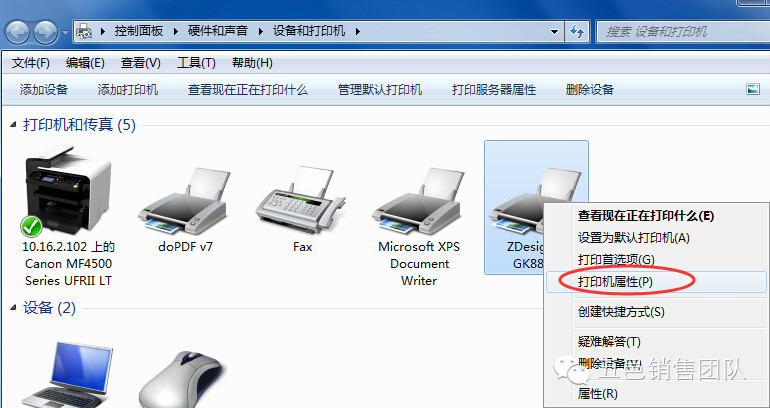 控制面板 硬件和声音 设备和打印机
搜索 设备和打印机
文件(F) 编辑(E) 查看(V) 工具(T) 帮助(H)
添加设备 添加打印机 查看现在正在打印什么 管理默认打印机 打印服务器属性 删除设备
打印机和传真 (5)
10.16.2.102 上的
Canon MF4500
Series UFRII LT
doPDF v7
Fax
Microsoft XPS
Document
Writer
ZDesig
GK88
查看现在正在打印什么(E)
设置为默认打印机(A)
打印首选项(G)
打印机属性(P)
创建快捷方式(S)
疑难解答(T)
删除设备(V)
属性(R)
设备 (2)
五色销售团队